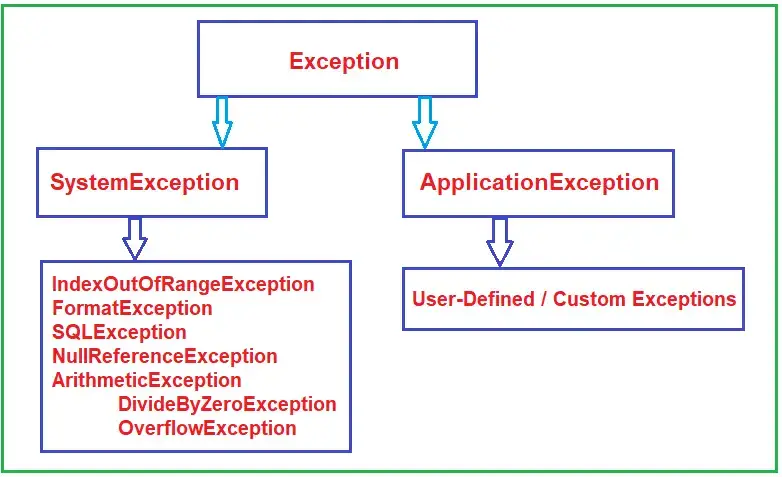 Exception
SystemException
ApplicationException
IndexOutOfRangeException
FormatException
SQLException
NullReferenceException
ArithmeticException
DivideByZeroException
OverflowException
User-Defined / Custom Exceptions